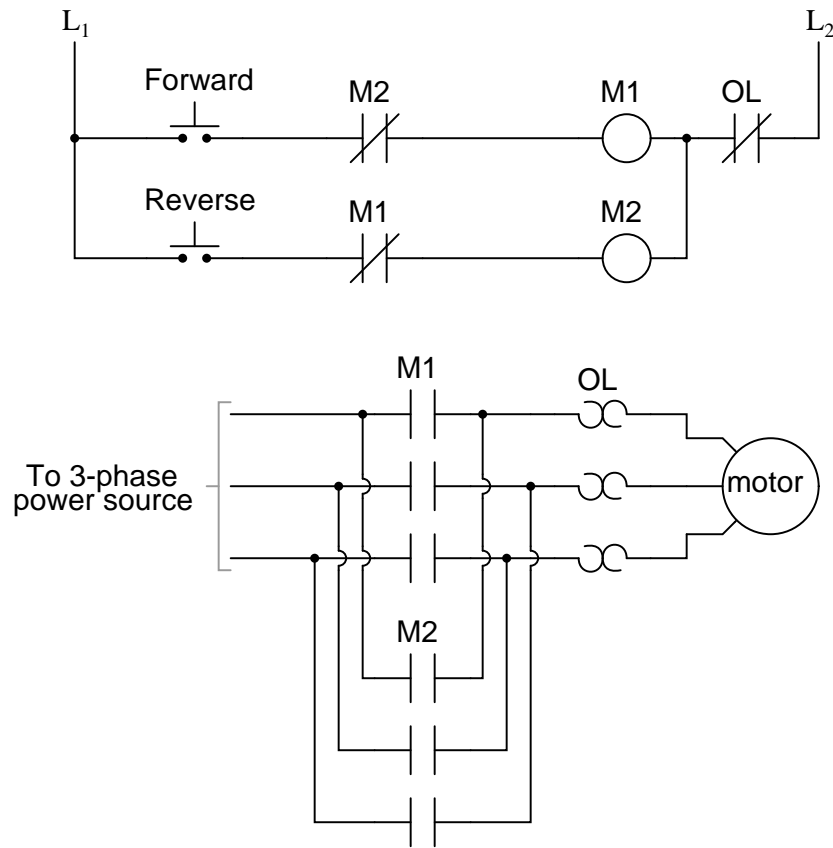 L1 L2
Forward
M2 M1 OL
Reverse
M1 M2
M1 OL
To 3-phase
power source
motor
M2